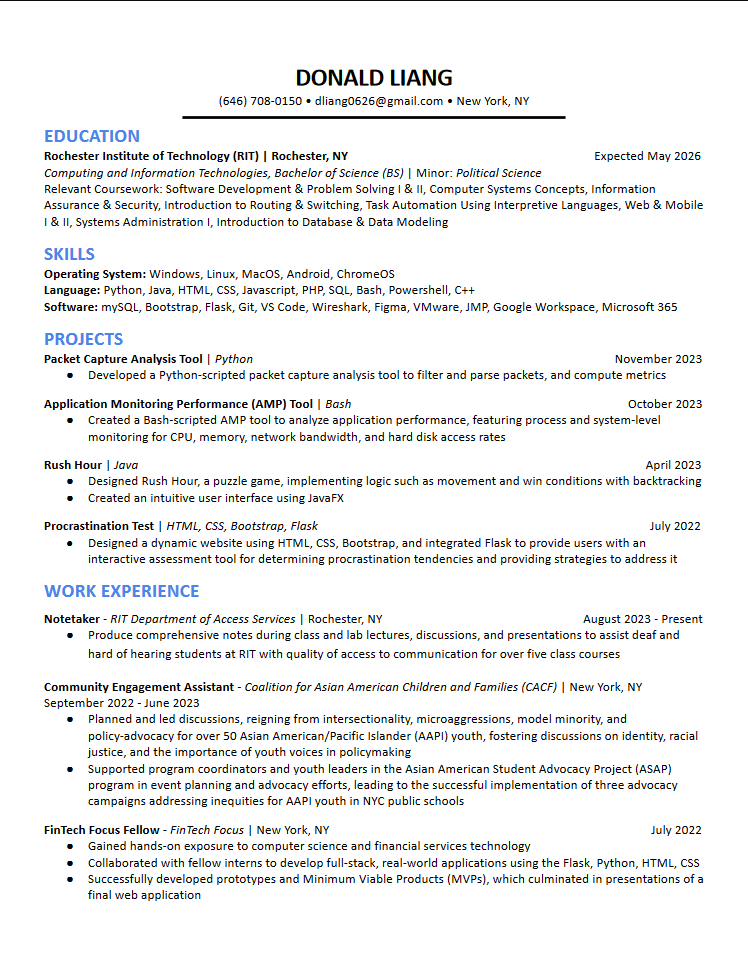 DONALD LIANG
(646) 708-0150 • dliang0626@gmail.com • New York, NY
EDUCATION
Rochester Institute of Technology (RIT) | Rochester, NY Expected May 2026
Computing and Information Technologies, Bachelor of Science (BS) | Minor: Political Science
Relevant Coursework: Software Development & Problem Solving I & II, Computer Systems Concepts, Information
Assurance & Security, Introduction to Routing & Switching, Task Automation Using Interpretive Languages, Web & Mobile
I & II, Systems Administration I, Introduction to Database & Data Modeling
SKILLS
Operating System: Windows, Linux, MacOS, Android, ChromeOS
Language: Python, Java, HTML, CSS, Javascript, PHP, SQL, Bash, Powershell, C++
Software: mySQL, Bootstrap, Flask, Git, VS Code, Wireshark, Figma, VMware, JMP, Google Workspace, Microsoft 365
PROJECTS
Packet Capture Analysis Tool | Python November 2023
● Developed a Python-scripted packet capture analysis tool to filter and parse packets, and compute metrics
Application Monitoring Performance (AMP) Tool | Bash October 2023
● Created a Bash-scripted AMP tool to analyze application performance, featuring process and system-level
monitoring for CPU, memory, network bandwidth, and hard disk access rates
Rush Hour | Java April 2023
● Designed Rush Hour, a puzzle game, implementing logic such as movement and win conditions with backtracking
● Created an intuitive user interface using JavaFX
Procrastination Test | HTML, CSS, Bootstrap, Flask July 2022
● Designed a dynamic website using HTML, CSS, Bootstrap, and integrated Flask to provide users with an
interactive assessment tool for determining procrastination tendencies and providing strategies to address it
WORK EXPERIENCE
Notetaker - RIT Department of Access Services | Rochester, NY August 2023 - Present
● Produce comprehensive notes during class and lab lectures, discussions, and presentations to assist deaf and
hard of hearing students at RIT with quality of access to communication for over five class courses
Community Engagement Assistant - Coalition for Asian American Children and Families (CACF) | New York, NY
September 2022 - June 2023
● Planned and led discussions, reigning from intersectionality, microaggressions, model minority, and
policy-advocacy for over 50 Asian American/Pacific Islander (AAPI) youth, fostering discussions on identity, racial
justice, and the importance of youth voices in policymaking
● Supported program coordinators and youth leaders in the Asian American Student Advocacy Project (ASAP)
program in event planning and advocacy efforts, leading to the successful implementation of three advocacy
campaigns addressing inequities for AAPI youth in NYC public schools
FinTech Focus Fellow - FinTech Focus | New York, NY July 2022
● Gained hands-on exposure to computer science and financial services technology
● Collaborated with fellow interns to develop full-stack, real-world applications using the Flask, Python, HTML, CSS
● Successfully developed prototypes and Minimum Viable Products (MVPs), which culminated in presentations of a
final web application